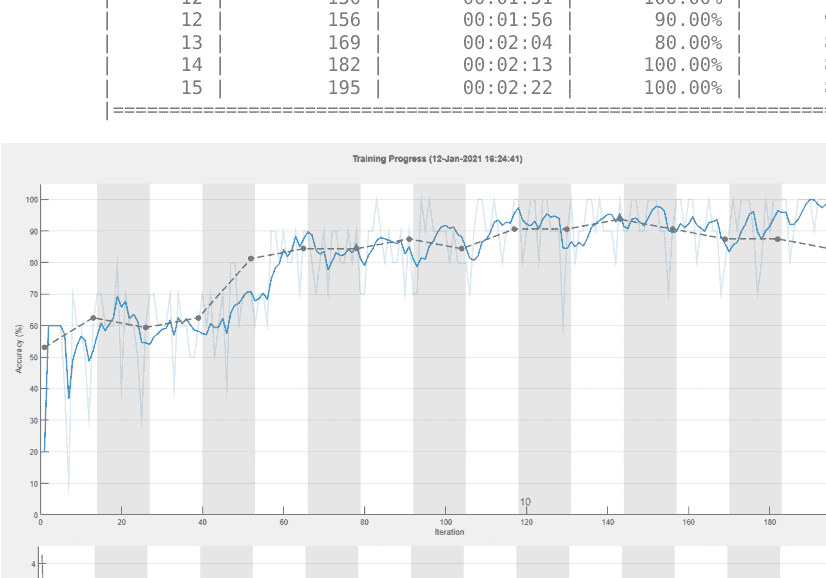 | 12 | 156 | 00:01:56 | 90.00% |
| 13 | 169 | 00:02:04 | 80.00% |
| 14 | 182 | 00:02:13 | 100.00% |
| 15 | 195 | 00:02:22 | 100.00% |
Training Progress (12-Jan-2021 16:24:41)
100
90
80
70
60
50
40
30
20
10
0
Accuracy (%)
10
0 20 40 60 80 100 120 140 160 180
Iteration
4